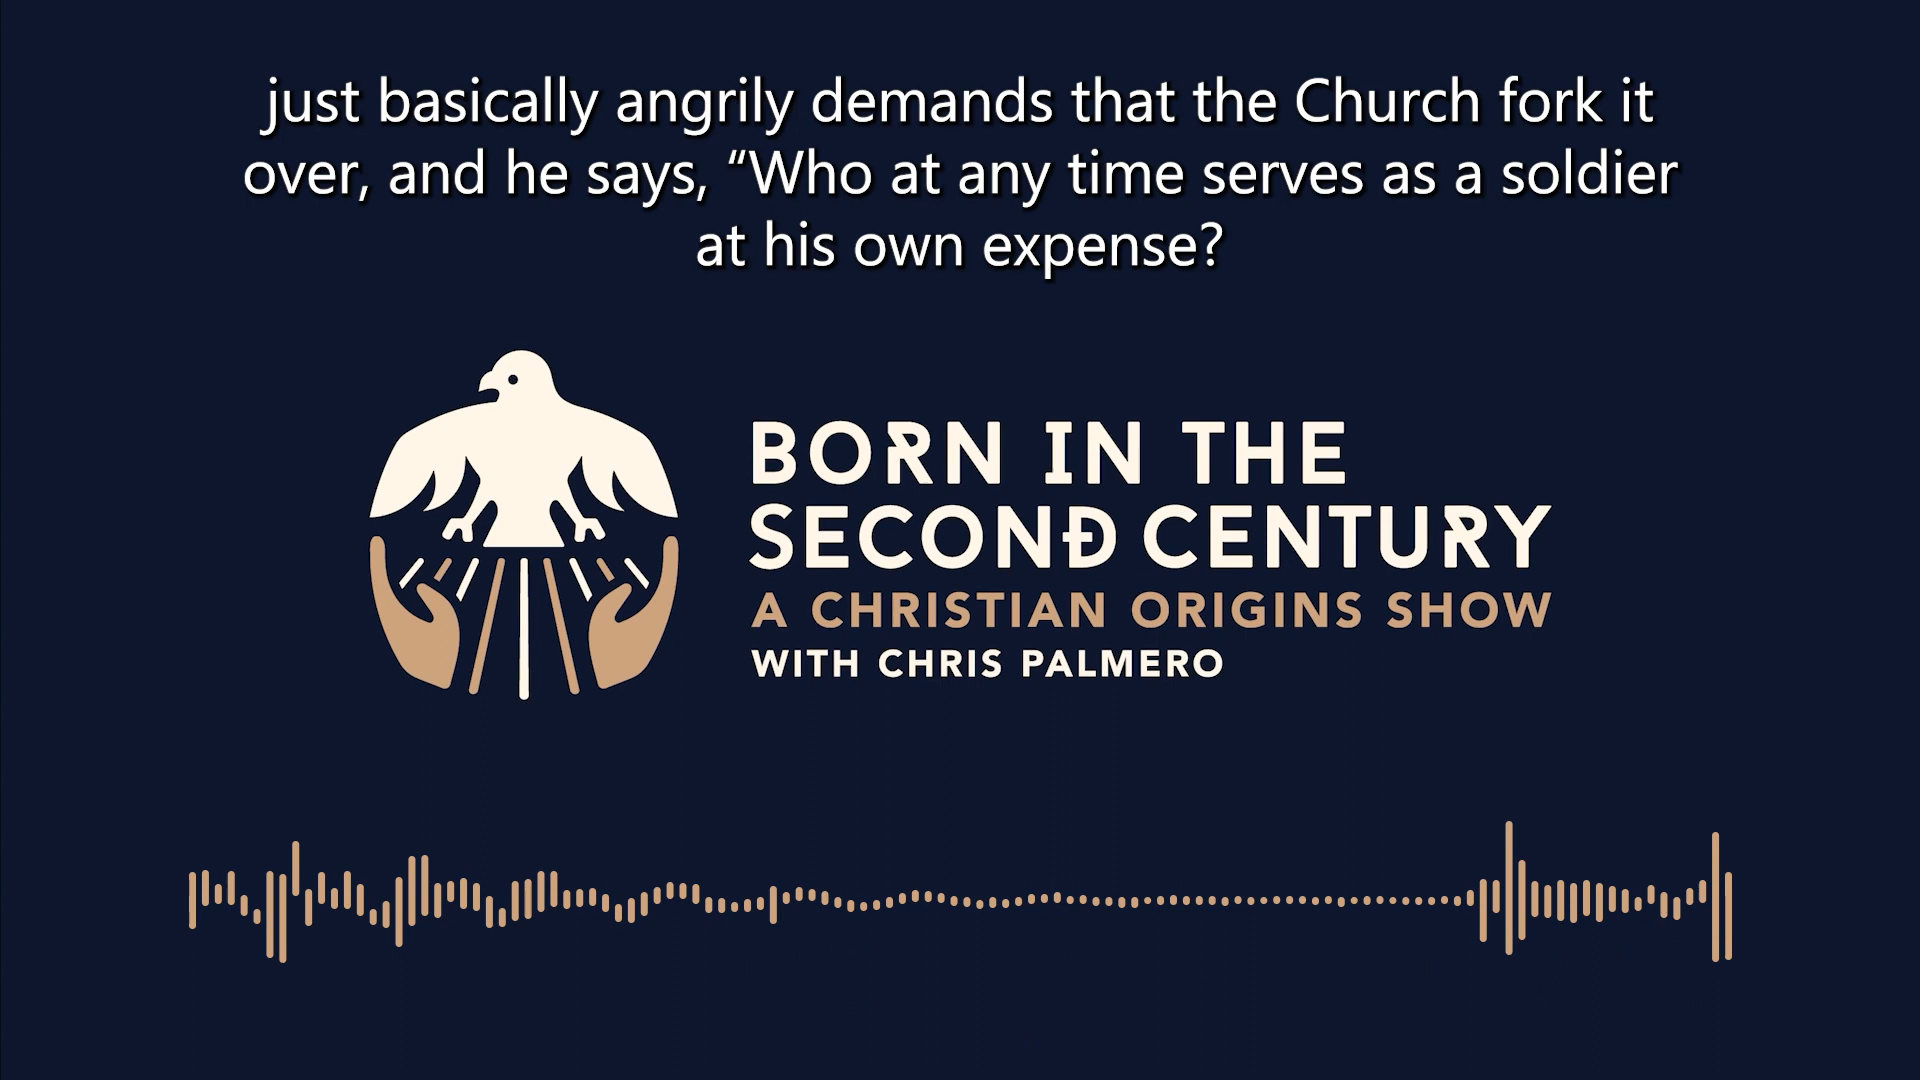 just basically angrily demands that the Church fork it
over, and he says, “Who at any time serves as a soldier
at his own expense?
BORN IN THE
SECOND CENTURY
A CHRISTIAN ORIGINS SHOW
WITH CHRIS PALMERO